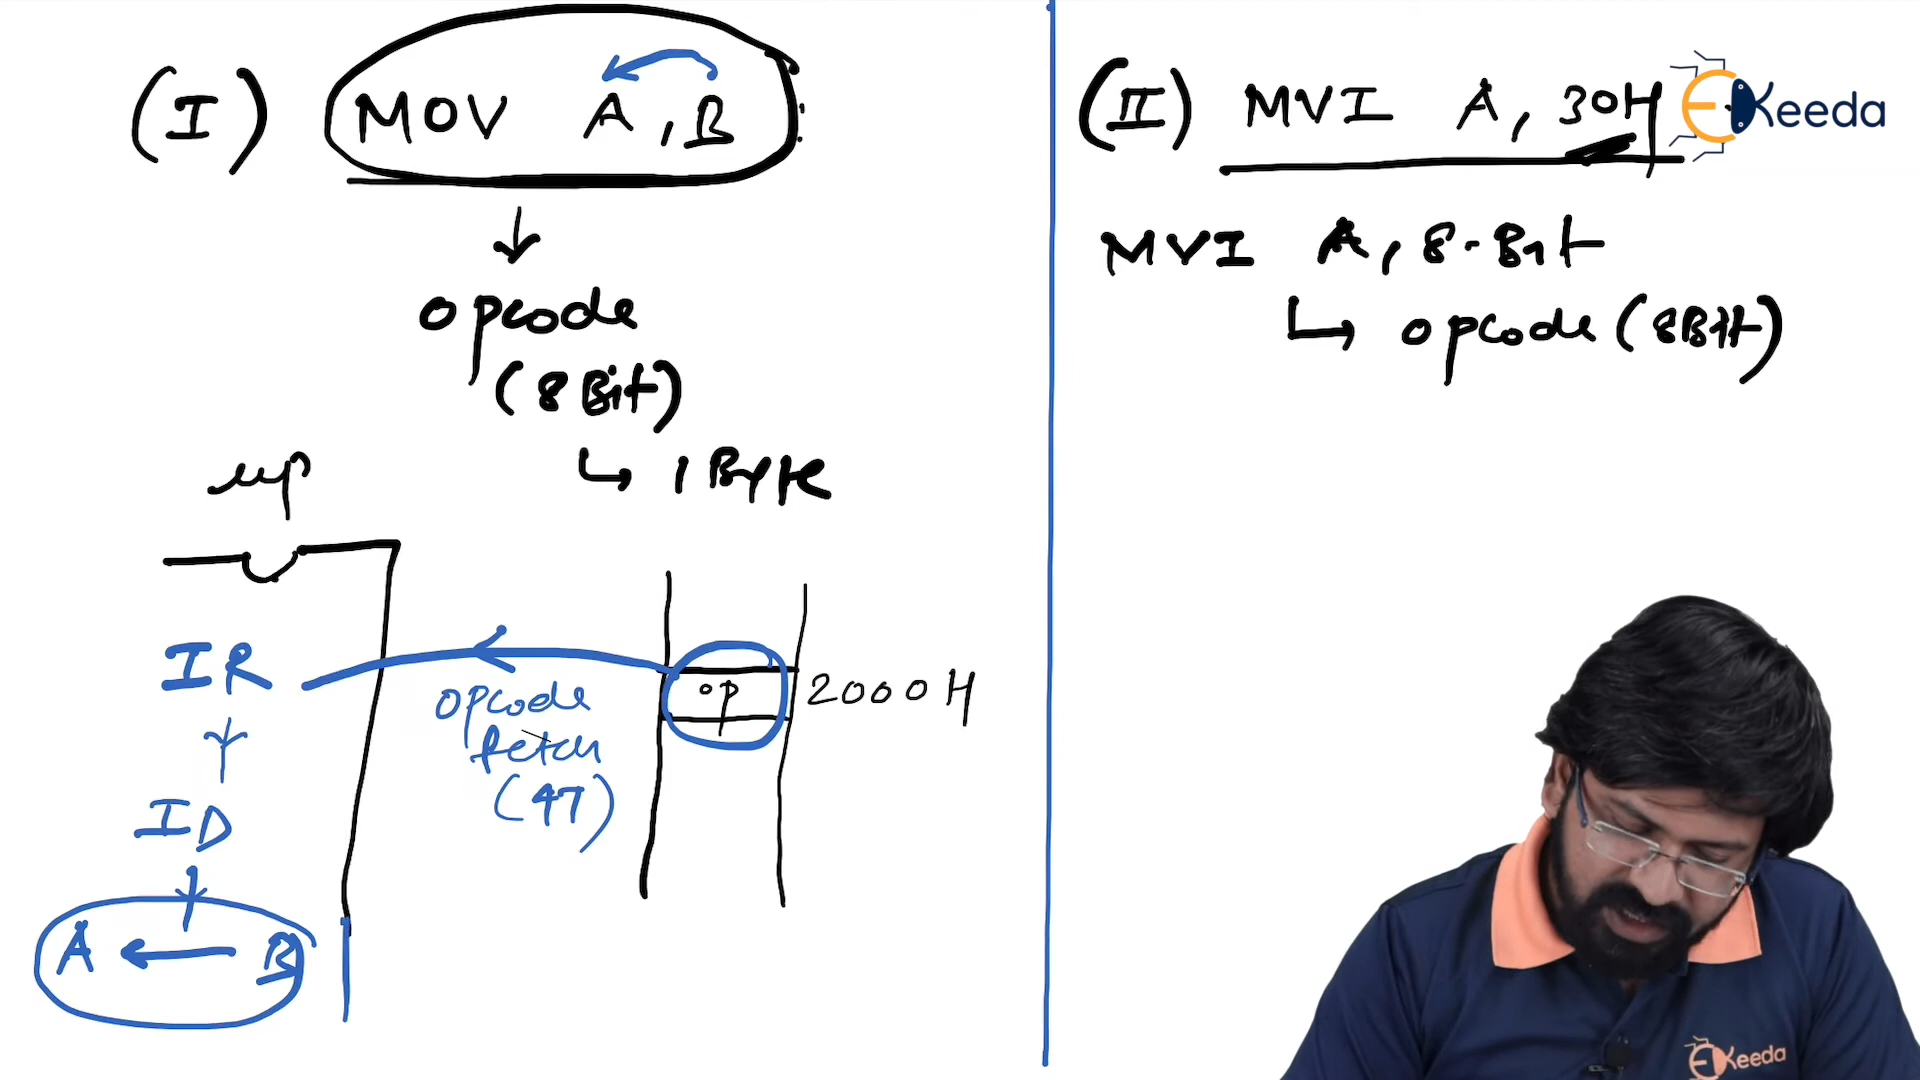 (I) MOV A, B
opcode
(8 Bit)
↳ 1 Byte
μp
IR
opcode
fetch
(4T)
op
2000H
ID
A ← B
(II) MVI A, 30H
EKeeda
MVI A, 8-Bit
↳ opcode (8Bit)
EKeeda